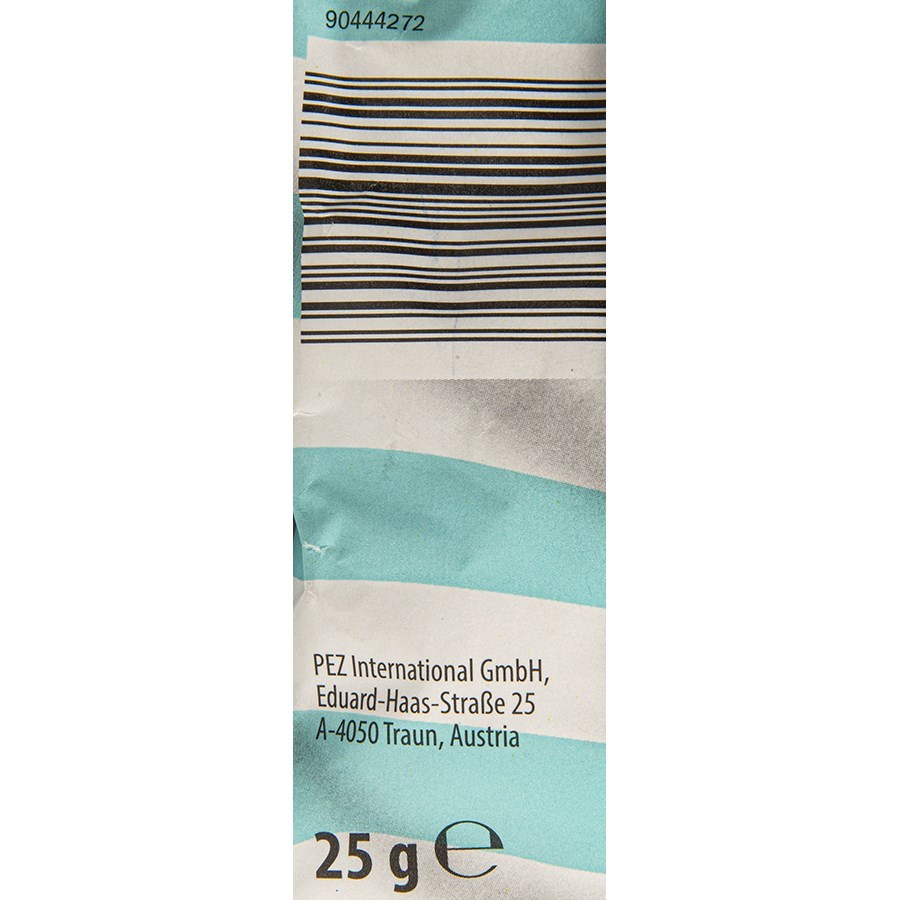 90444272
PEZ International GmbH,
Eduard-Haas-Straße 25
A-4050 Traun, Austria
25 g ℮